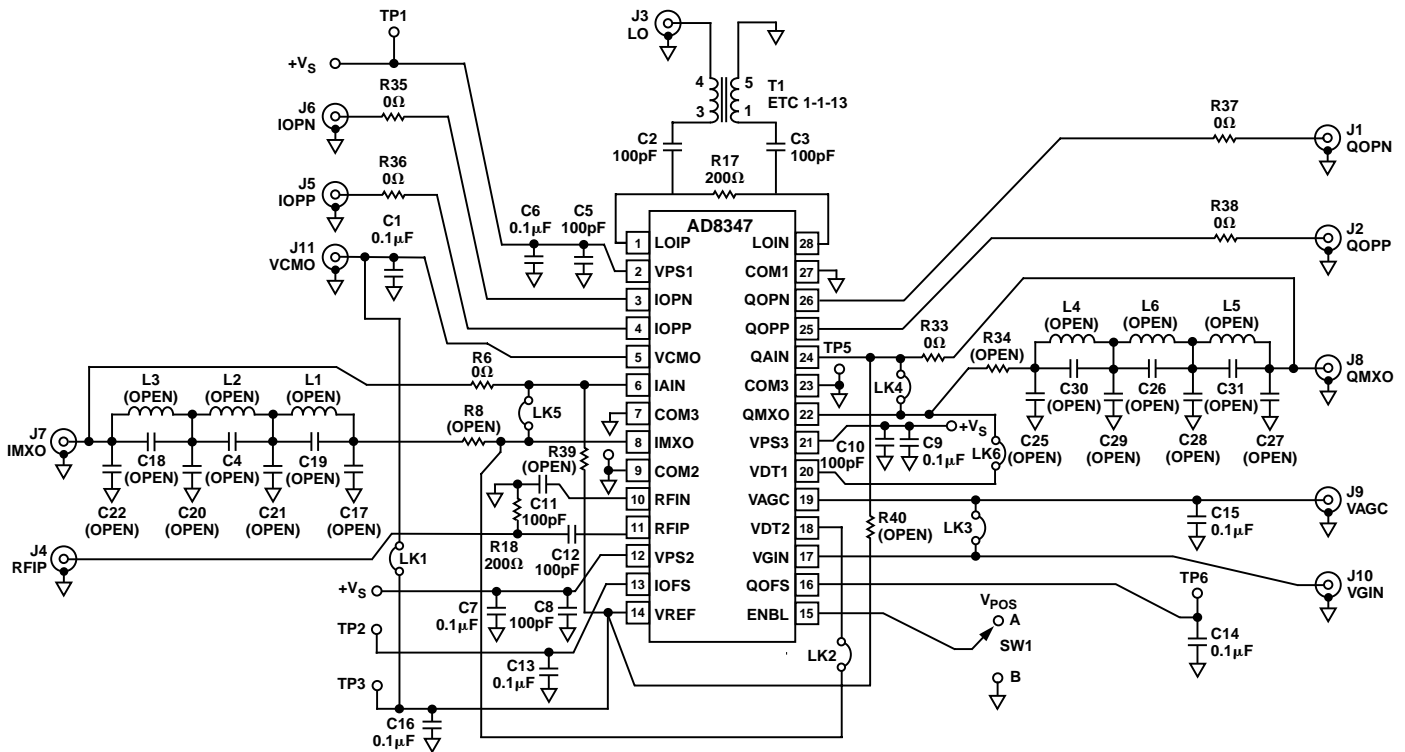 TP1
J3
LO
+VS
4
5
T1
ETC 1-1-13
3
1
R35
0Ω
J6
IOPN
R37
0Ω
J1
QOPN
C2
100pF
C3
100pF
R17
200Ω
R36
0Ω
J5
IOPP
R38
0Ω
J2
QOPP
C1
0.1µF
C6
0.1µF
C5
100pF
J11
VCMO
AD8347
1 LOIP
LOIN 28
2 VPS1
COM1 27
3 IOPN
QOPN 26
4 IOPP
QOPP 25
5 VCMO
QAIN 24
6 IAIN
COM3 23
7 COM3
QMXO 22
8 IMXO
VPS3 21
9 COM2
VDT1 20
10 RFIN
VAGC 19
11 RFIP
VDT2 18
12 VPS2
VGIN 17
13 IOFS
QOFS 16
14 VREF
ENBL 15
R33
0Ω
R34
(OPEN)
L4
(OPEN)
L6
(OPEN)
L5
(OPEN)
TP5
LK4
C30
(OPEN)
C26
(OPEN)
C31
(OPEN)
J8
QMXO
C25
(OPEN)
C29
(OPEN)
C28
(OPEN)
C27
(OPEN)
+VS
C10
100pF
C9
0.1µF
LK6
R6
0Ω
L3
(OPEN)
L2
(OPEN)
L1
(OPEN)
LK5
R8
(OPEN)
J7
IMXO
C18
(OPEN)
C4
(OPEN)
C19
(OPEN)
R39
(OPEN)
C22
(OPEN)
C20
(OPEN)
C21
(OPEN)
C17
(OPEN)
C11
100pF
J9
VAGC
C15
0.1µF
LK3
R40
(OPEN)
J4
RFIP
LK1
R18
200Ω
C12
100pF
J10
VGIN
+VS
C7
0.1µF
C8
100pF
TP6
VPOS
A
SW1
B
C14
0.1µF
TP2
C13
0.1µF
LK2
TP3
C16
0.1µF